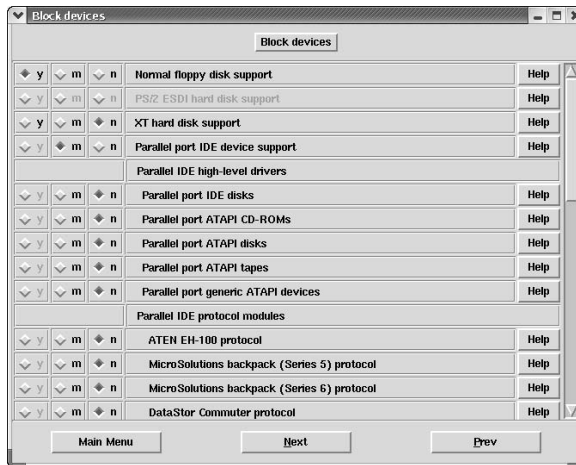 Block devices
Block devices
y m n Normal floppy disk support Help
y m n PS/2 ESDI hard disk support Help
y m n XT hard disk support Help
y m n Parallel port IDE device support Help
Parallel IDE high-level drivers
y m n Parallel port IDE disks Help
y m n Parallel port ATAPI CD-ROMs Help
y m n Parallel port ATAPI disks Help
y m n Parallel port ATAPI tapes Help
y m n Parallel port generic ATAPI devices Help
Parallel IDE protocol modules
y m n ATEN EH-100 protocol Help
y m n MicroSolutions backpack (Series 5) protocol Help
y m n MicroSolutions backpack (Series 6) protocol Help
y m n DataStor Commuter protocol Help
Main Menu Next Prev